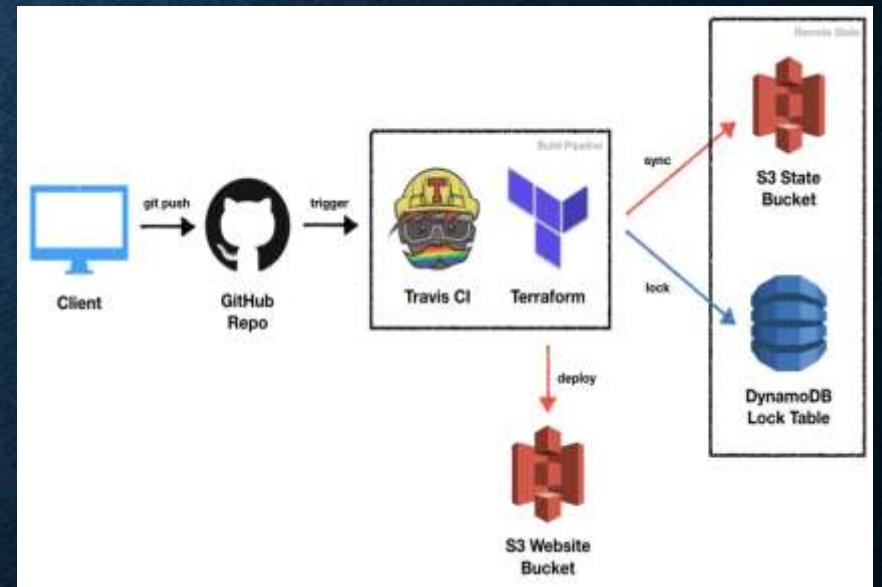 Remote State
Build Pipeline
git push
trigger
sync
lock
deploy
T
Client
GitHub
Repo
Travis CI
Terraform
S3 State
Bucket
DynamoDB
Lock Table
S3 Website
Bucket